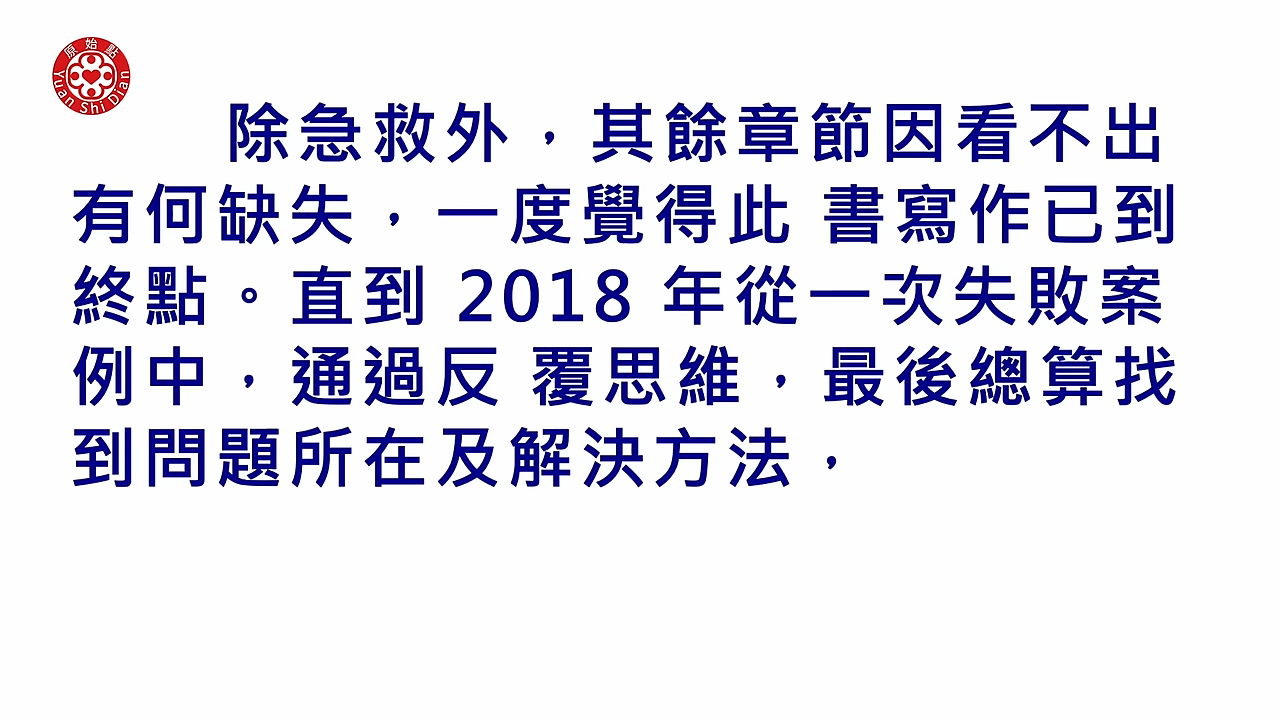 原始點
Yuan Shi Dian
除急救外，其餘章節因看不出
有何缺失，一度覺得此 書寫作已到
終點。直到 2018 年從一次失敗案
例中，通過反 覆思維，最後總算找
到問題所在及解決方法，